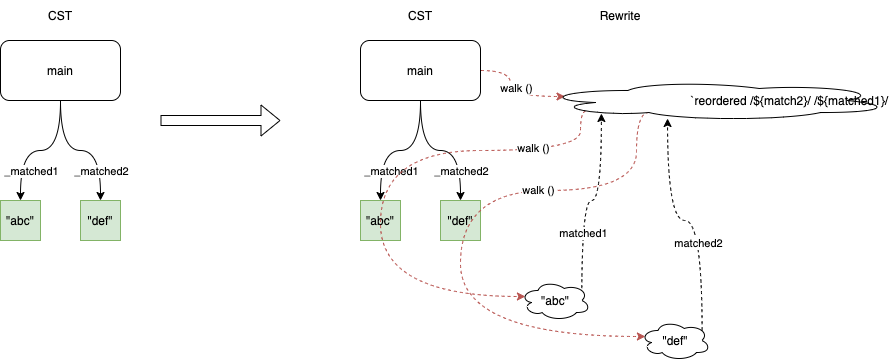 CST
CST
Rewrite
main
main
walk ()
`reordered /${match2}/ /${matched1}/
walk ()
_matched1
_matched2
_matched1
_matched2
walk ()
"abc"
"def"
"abc"
"def"
matched1
matched2
"abc"
"def"